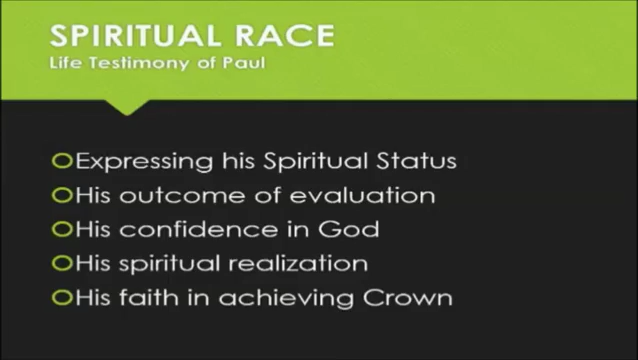 SPIRITUAL RACE
Life Testimony of Paul
Expressing his Spiritual Status
His outcome of evaluation
His confidence in God
His spiritual realization
His faith in achieving Crown